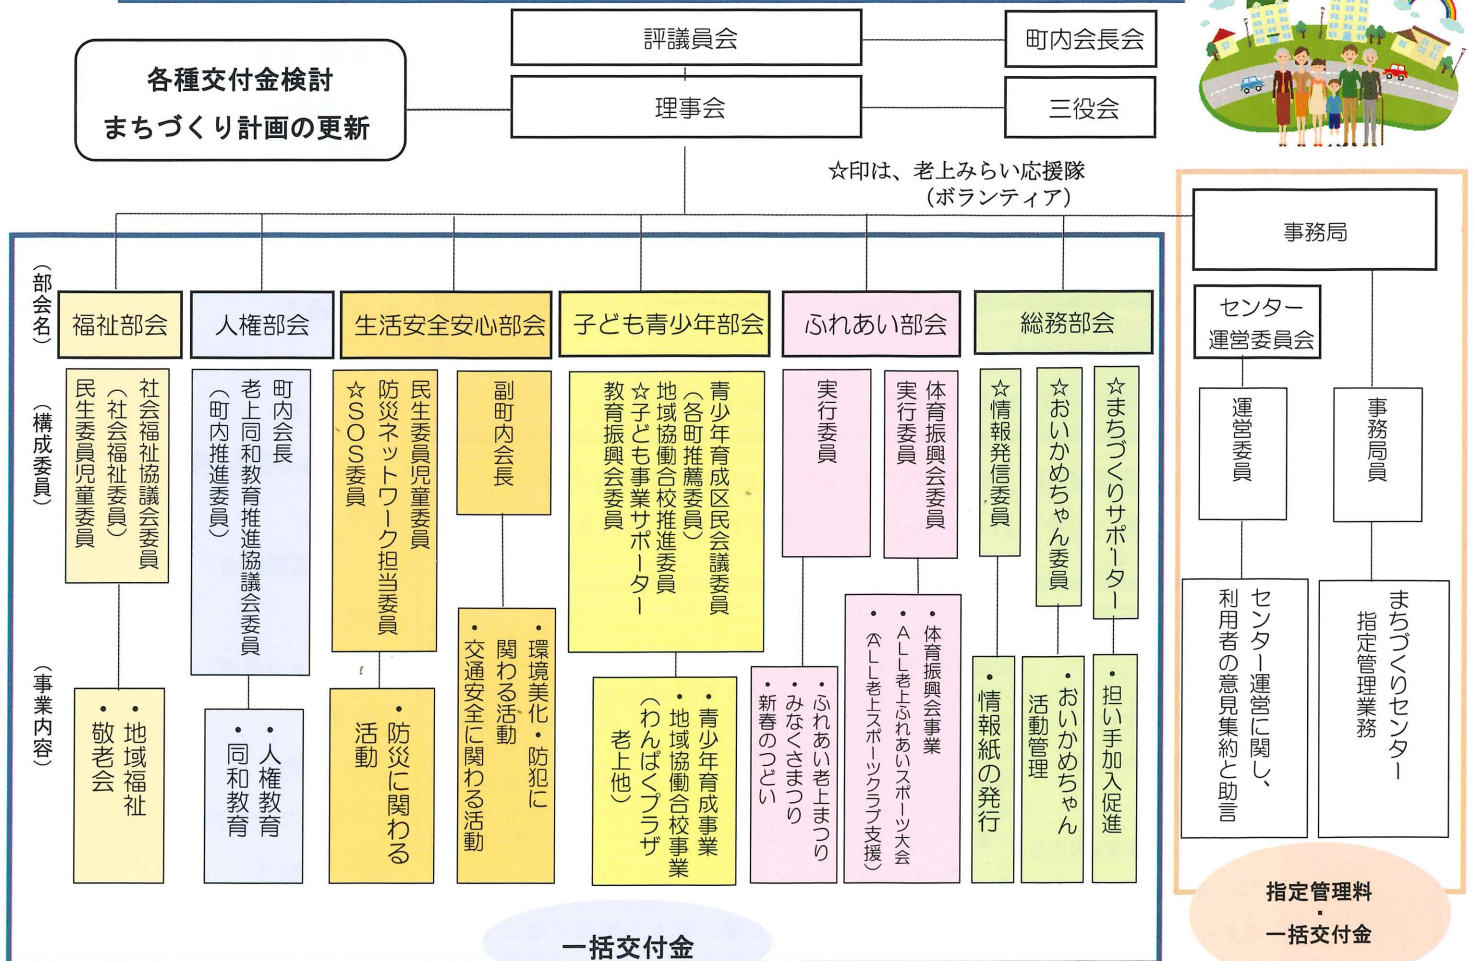 評議員会
町内会長会
各種交付金検討
まちづくり計画の更新
理事会
三役会
☆印は、老上みらい応援隊
(ボランティア)
事務局
(部会名)
福祉部会
人権部会
生活安全安心部会
子ども青少年部会
ふれあい部会
総務部会
センター
運営委員会
(構成委員)
社会福祉協議会委員
(社会福祉委員)
民生委員児童委員
町内会長
老上同和教育推進協議会委員
(町内推進委員)
民生委員児童委員
防災ネットワーク担当委員
☆SOS委員
副町内会長
青少年育成区民会議委員
(各町推薦委員)
地域協働合校推進委員
☆子ども事業サポーター
教育振興会委員
実行委員
体育振興会委員
実行委員
☆情報発信委員
☆おいかめちゃん委員
☆まちづくりサポーター
運営委員
事務局員
(事業内容)
・地域福祉
・敬老会
・人権教育
・同和教育
・防災に関わる
活動
・環境美化・防犯に
関わる活動
・交通安全に関わる活動
・青少年育成事業
・地域協働合校事業
(わんぱくプラザ
老上他)
・ふれあい老上まつり
・みなくさまつり
・新春のつどい
・体育振興会事業
・ALL老上ふれあいスポーツ大会
・(ALL老上スポーツクラブ支援)
・情報紙の発行
・おいかめちゃん
活動管理
・担い手加入促進
センター運営に関し、
利用者の意見集約と助言
まちづくりセンター
指定管理業務
一括交付金
指定管理料
・
一括交付金